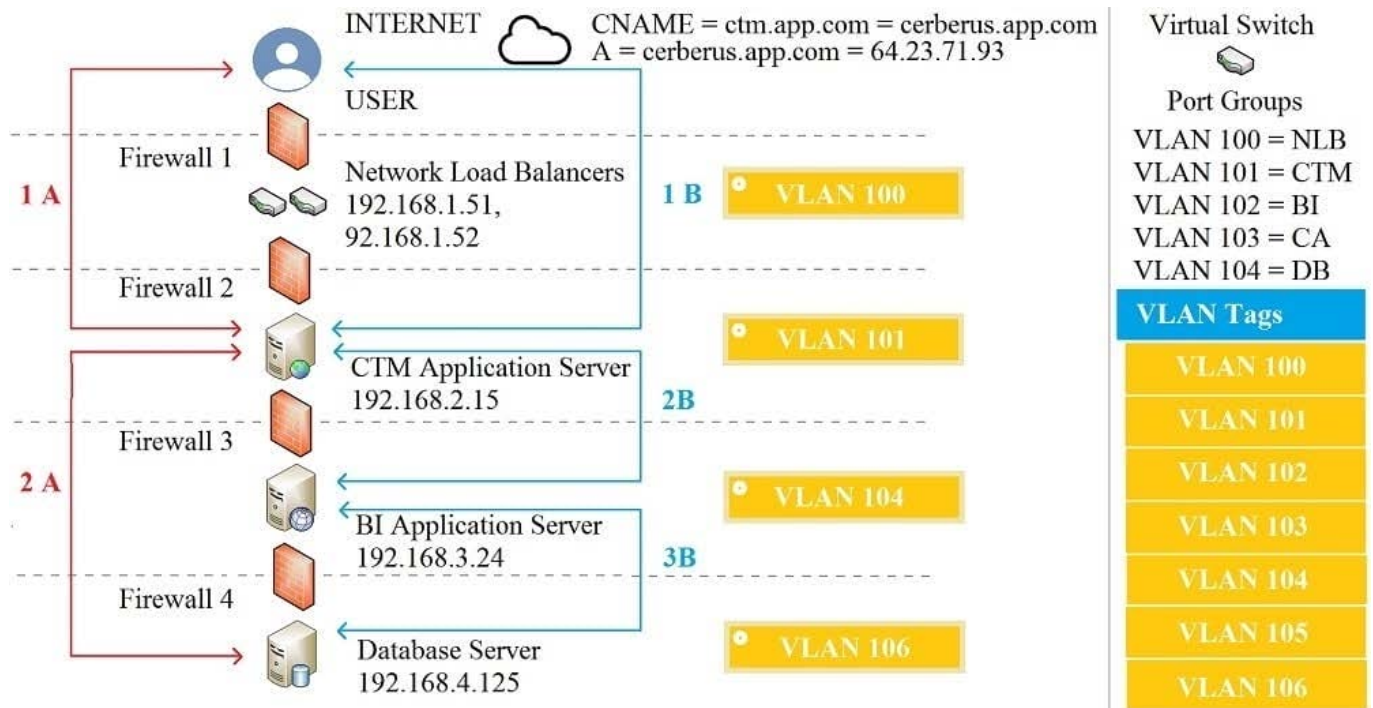 INTERNET
CNAME = ctm.app.com = cerberus.app.com
A = cerberus.app.com = 64.23.71.93
USER
Firewall 1
1 A
Network Load Balancers
192.168.1.51,
92.168.1.52
1 B
VLAN 100
Firewall 2
VLAN 101
CTM Application Server
192.168.2.15
2B
Firewall 3
2 A
VLAN 104
BI Application Server
192.168.3.24
3B
Firewall 4
Database Server
192.168.4.125
VLAN 106
Virtual Switch
Port Groups
VLAN 100 = NLB
VLAN 101 = CTM
VLAN 102 = BI
VLAN 103 = CA
VLAN 104 = DB
VLAN Tags
VLAN 100
VLAN 101
VLAN 102
VLAN 103
VLAN 104
VLAN 105
VLAN 106